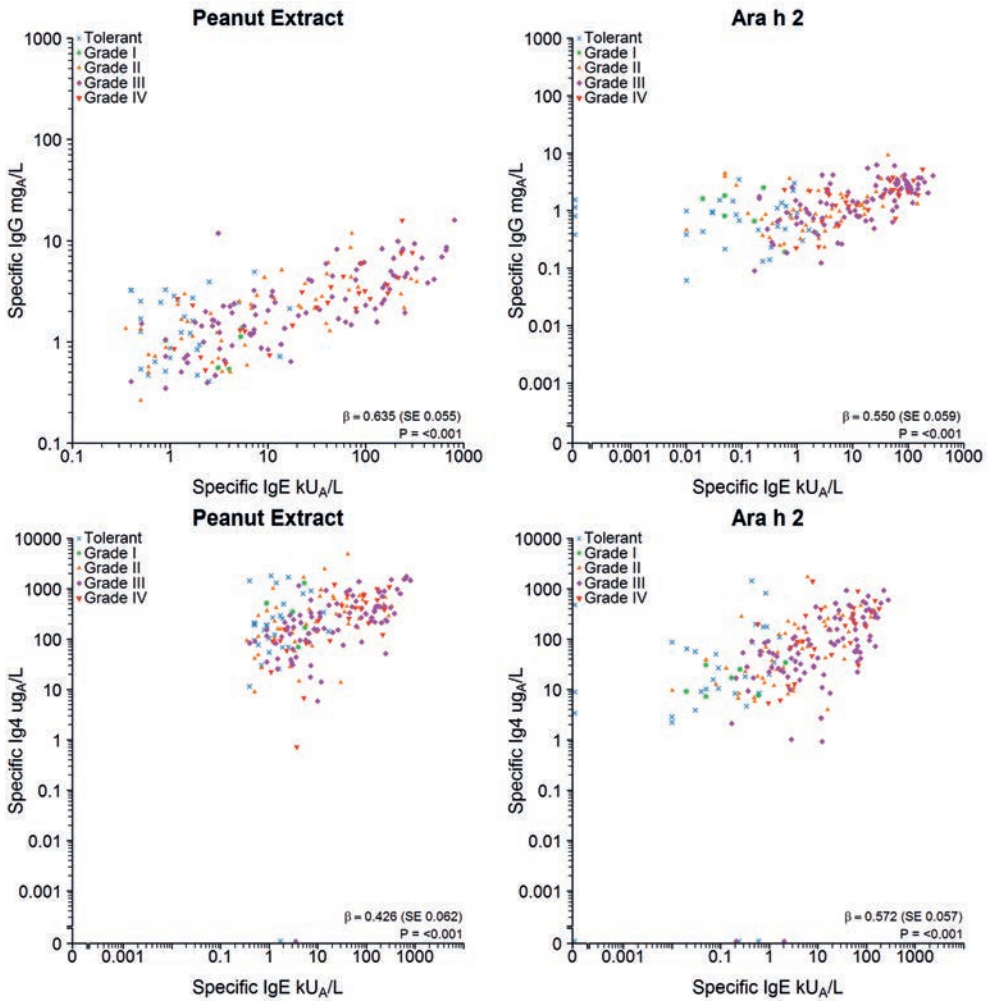 Peanut Extract
Tolerant
Grade I
Grade II
Grade III
Grade IV
Specific IgG mgA/L
1000
100
10
1
0.1
0.1 1 10 100 1000
β = 0.635 (SE 0.055)
P = <0.001
Specific IgE kUA/L
Ara h 2
Tolerant
Grade I
Grade II
Grade III
Grade IV
Specific IgG mgA/L
1000
100
10
1
0.1
0.01
0.001
0
0 0.001 0.01 0.1 1 10 100 1000
β = 0.550 (SE 0.059)
P = <0.001
Specific IgE kUA/L
Peanut Extract
Tolerant
Grade I
Grade II
Grade III
Grade IV
Specific Ig4 ugA/L
10000
1000
100
10
1
0.1
0.01
0.001
0
0 0.001 0.01 0.1 1 10 100 1000
β = 0.426 (SE 0.062)
P = <0.001
Specific IgE kUA/L
Ara h 2
Tolerant
Grade I
Grade II
Grade III
Grade IV
Specific Ig4 ugA/L
10000
1000
100
10
1
0.1
0.01
0.001
0
0 0.001 0.01 0.1 1 10 100 1000
β = 0.572 (SE 0.057)
P = <0.001
Specific IgE kUA/L